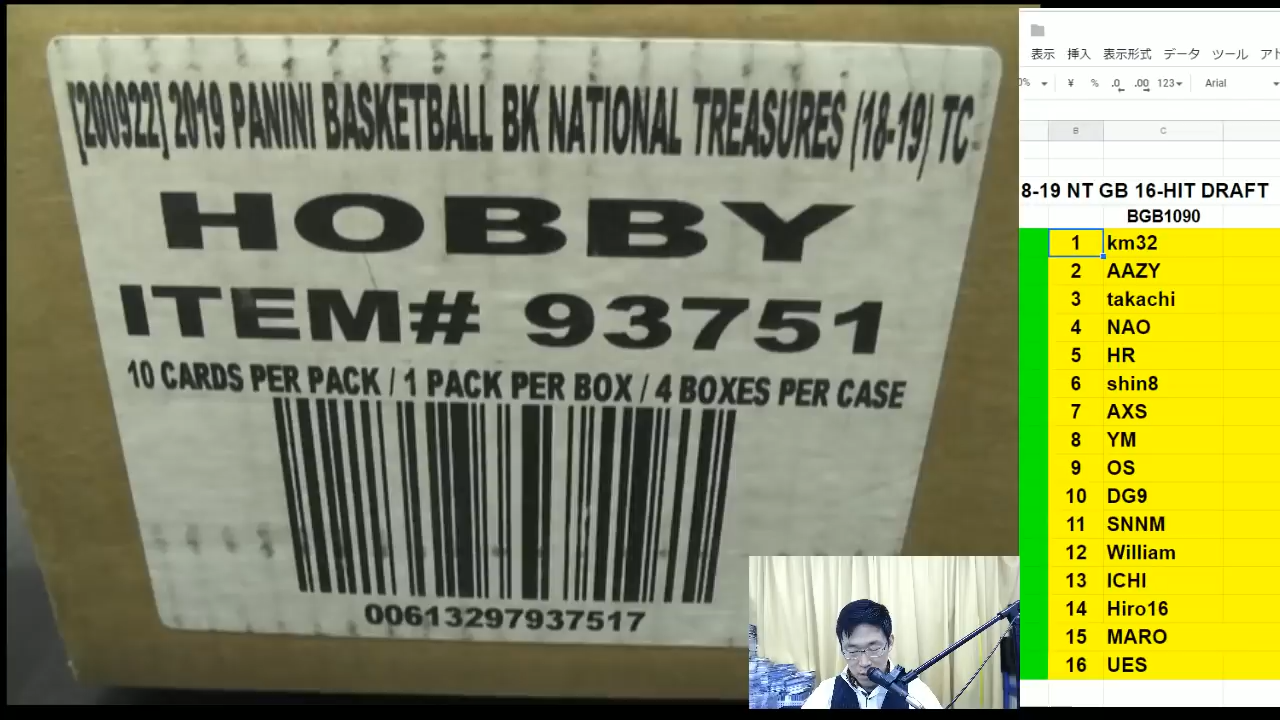 [200922] 2019 PANINI BASKETBALL BK NATIONAL TREASURES (18-19) TC
HOBBY
ITEM# 93751
10 CARDS PER PACK / 1 PACK PER BOX / 4 BOXES PER CASE
00613297937517
表示 挿入 表示形式 データ ツール アド
0% ¥ % .0 .00 123 Arial
B C
8-19 NT GB 16-HIT DRAFT
BGB1090
1 km32
2 AAZY
3 takachi
4 NAO
5 HR
6 shin8
7 AXS
8 YM
9 OS
10 DG9
11 SNNM
12 William
13 ICHI
14 Hiro16
15 MARO
16 UES